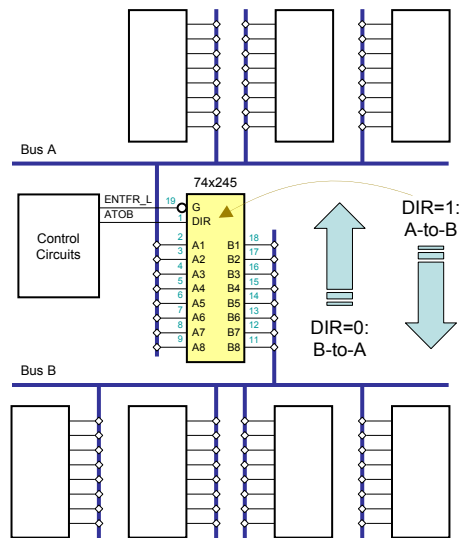 Bus A
74x245
ENTFR_L
19
G
ATOB
1
DIR
Control
Circuits
2
A1
B1
18
3
A2
B2
17
4
A3
B3
16
5
A4
B4
15
6
A5
B5
14
7
A6
B6
13
8
A7
B7
12
9
A8
B8
11
DIR=1:
A-to-B
DIR=0:
B-to-A
Bus B